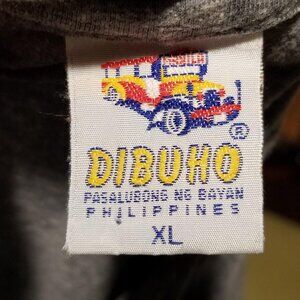 ®
DIBUHO
PASALUBONG NG BAYAN
PHILIPPINES
XL